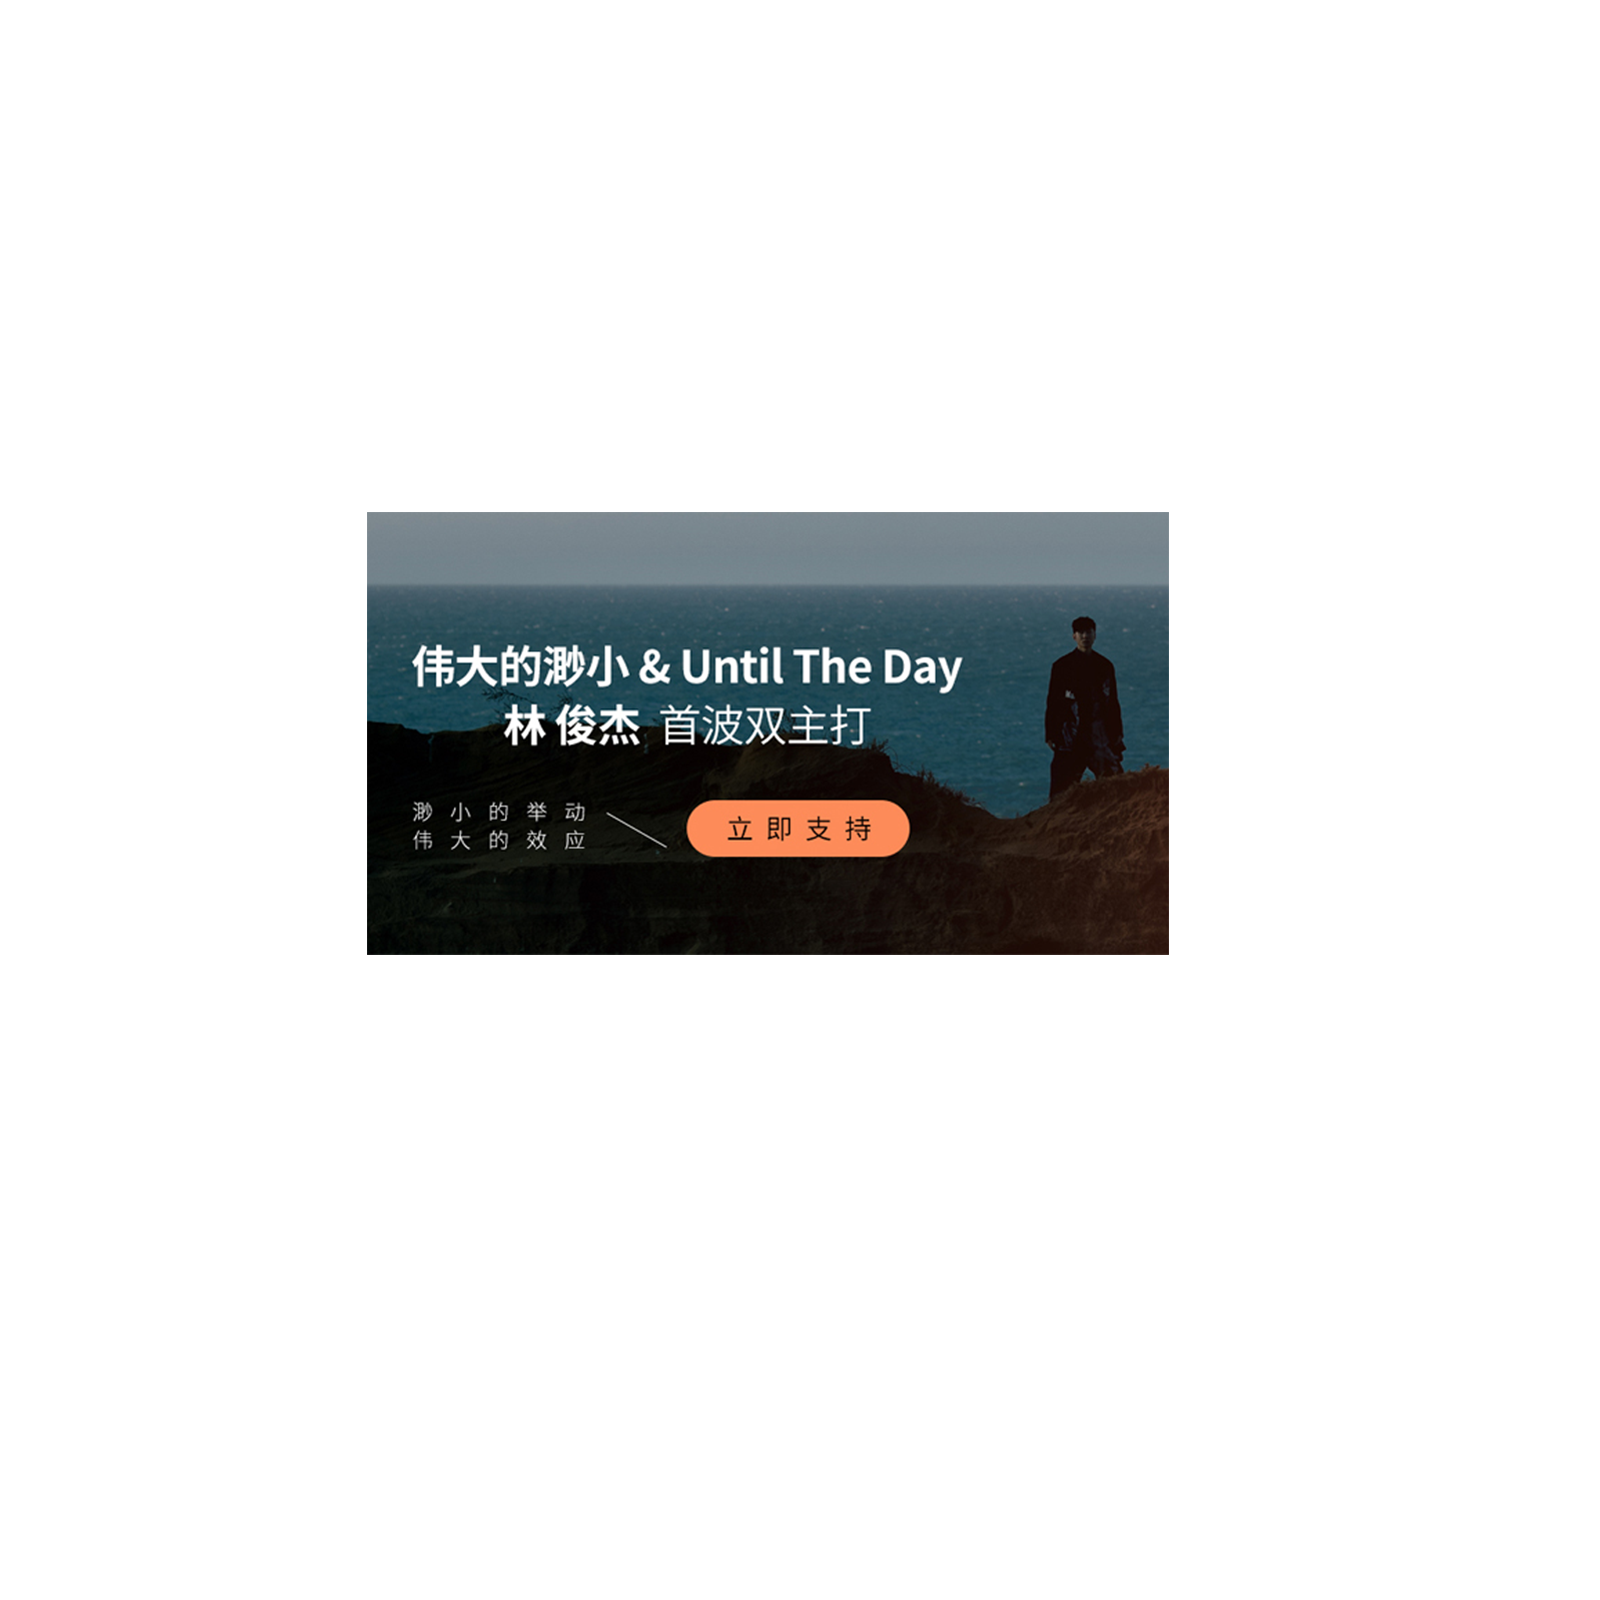 伟大的渺小 & Until The Day
林俊杰 首波双主打
渺小的举动
伟大的效应
立即支持